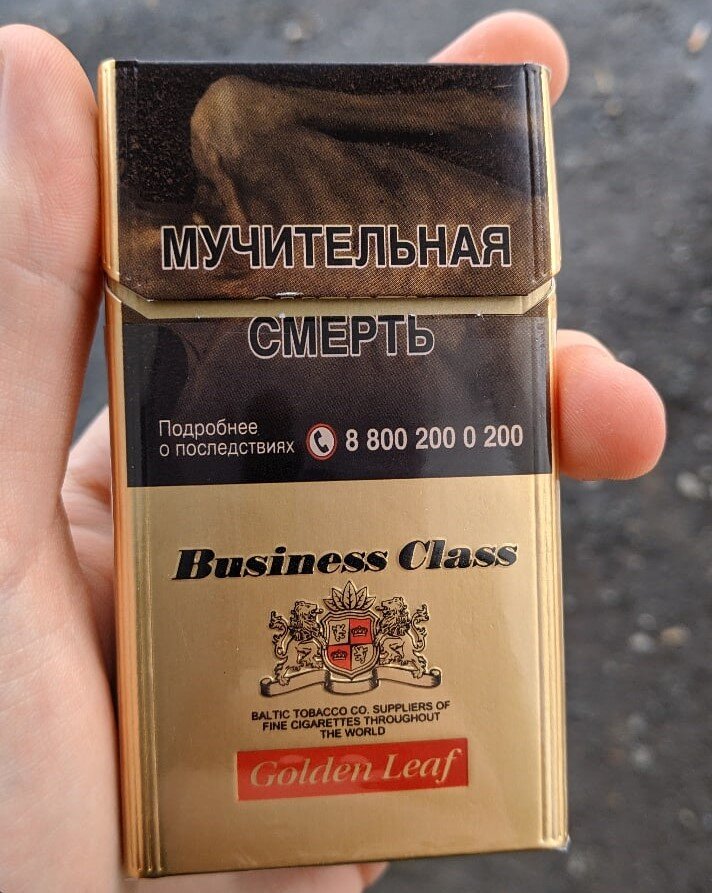 МУЧИТЕЛЬНАЯ
СМЕРТЬ
Подробнее
о последствиях 8 800 200 0 200
Business Class
BALTIC TOBACCO CO. SUPPLIERS OF
FINE CIGARETTES THROUGHOUT
THE WORLD
Golden Leaf